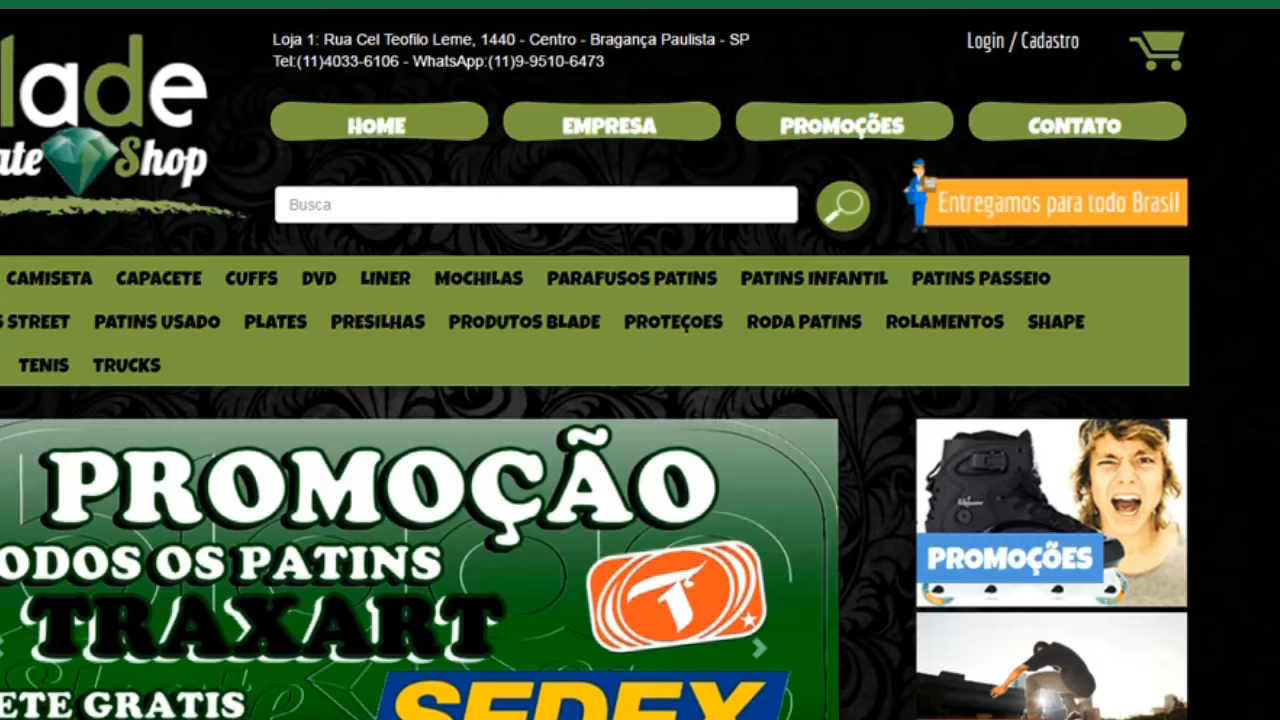 Loja 1: Rua Cel Teofilo Leme, 1440 - Centro - Bragança Paulista - SP
Tel:(11)4033-6106 - WhatsApp:(11)9-9510-6473
Login / Cadastro
lade
ate Shop
HOME EMPRESA PROMOÇÕES CONTATO
Busca
Entregamos para todo Brasil
CAMISETA CAPACETE CUFFS DVD LINER MOCHILAS PARAFUSOS PATINS PATINS INFANTIL PATINS PASSEIO
S STREET PATINS USADO PLATES PRESILHAS PRODUTOS BLADE PROTEÇOES RODA PATINS ROLAMENTOS SHAPE
TENIS TRUCKS
PROMOÇÃO
ODOS OS PATINS
TRAXART
T
ETE GRATIS
SEDEX
PROMOÇÕES